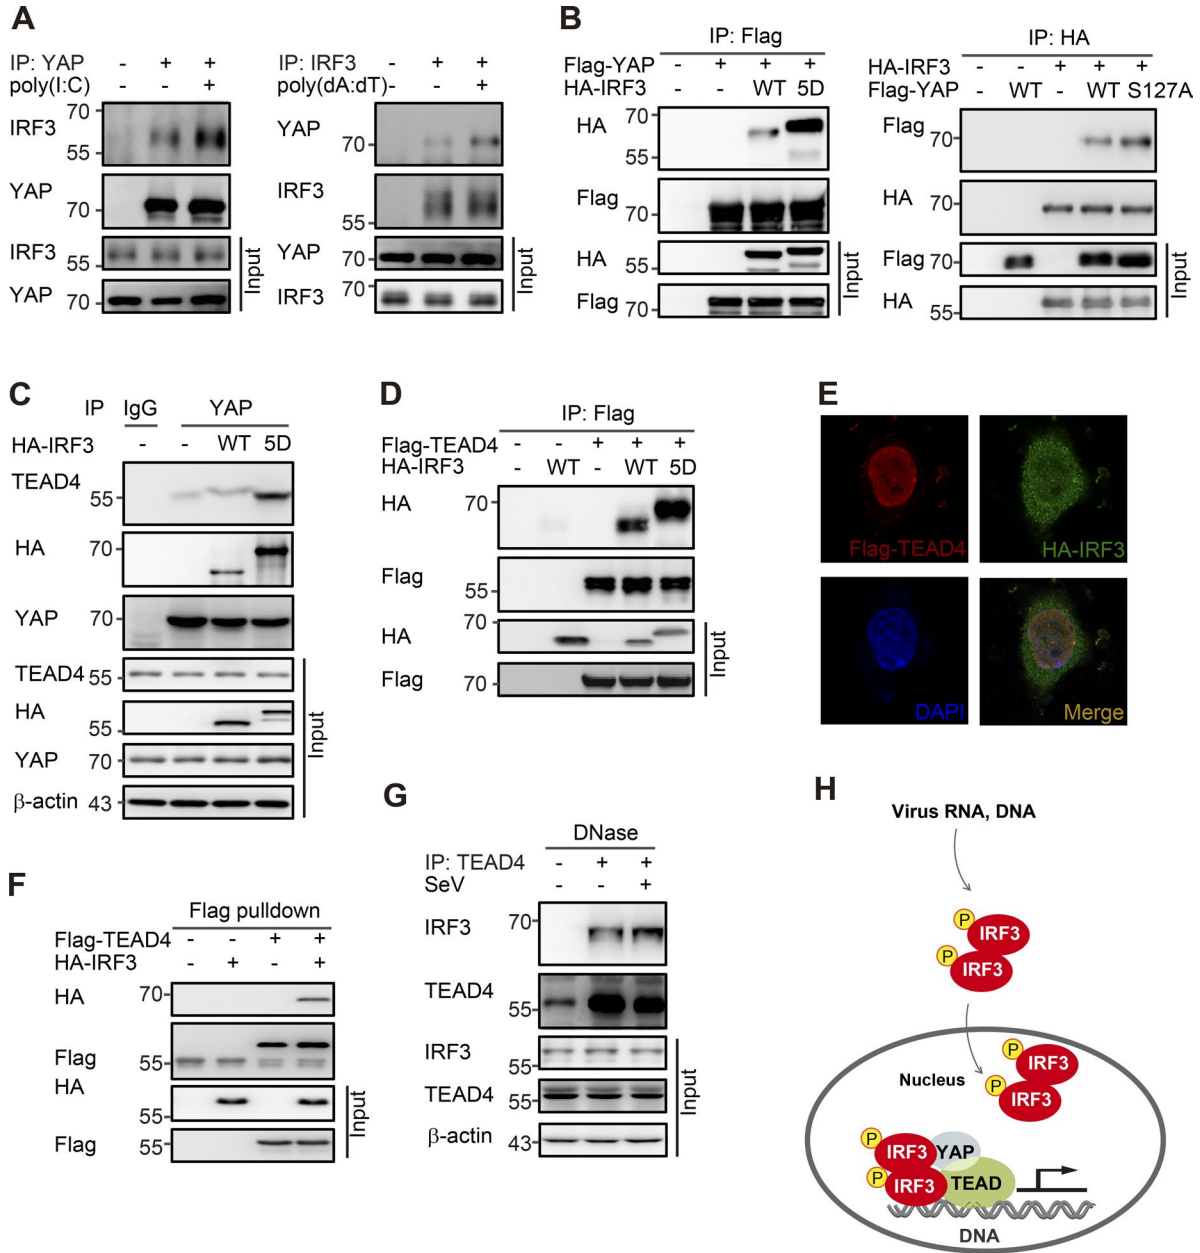 A
IP: YAP - + +
poly(I:C) - - +
IRF3 70 55
YAP 70
IRF3 55
YAP 70
Input
IP: IRF3 - + +
poly(dA:dT) - - +
YAP 70
IRF3 55
YAP 70
IRF3 70
Input
B
IP: Flag
Flag-YAP - + + +
HA-IRF3 - - WT 5D
HA 70 55
Flag 70
HA 55
Flag 70
Input
IP: HA
HA-IRF3 - - + + +
Flag-YAP - WT - WT S127A
Flag 70
HA 70
Flag 70
HA 55
Input
C
IP IgG YAP
HA-IRF3 - - WT 5D
TEAD4 55
HA 70
YAP 70
TEAD4 55
HA 55
YAP 70
β-actin 43
Input
D
IP: Flag
Flag-TEAD4 - - + + +
HA-IRF3 - WT - WT 5D
HA 70
Flag 55
HA 70
Flag 70
Input
E
Flag-TEAD4
HA-IRF3
DAPI
Merge
F
Flag pulldown
Flag-TEAD4 - - + +
HA-IRF3 - + - +
HA 70
Flag 55
HA 55
Flag 55
Input
G
DNase
IP: TEAD4 - + +
SeV - - +
IRF3 70
TEAD4 55
IRF3 55
TEAD4 55
β-actin 43
Input
H
Virus RNA, DNA
P IRF3
P IRF3
Nucleus
P IRF3
P IRF3
P IRF3 YAP
P IRF3 TEAD
DNA